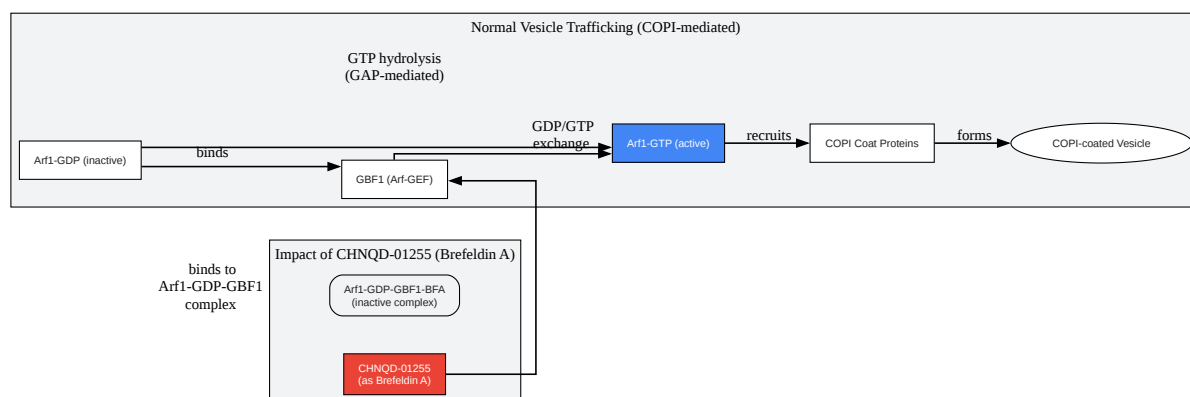 Normal Vesicle Trafficking (COPI-mediated)
GTP hydrolysis
(GAP-mediated)
Arf1-GDP (inactive)
binds
GBF1 (Arf-GEF)
GDP/GTP
exchange
Arf1-GTP (active)
recruits
COPI Coat Proteins
forms
COPI-coated Vesicle
Impact of CHNQD-01255 (Brefeldin A)
binds to
Arf1-GDP-GBF1
complex
Arf1-GDP-GBF1-BFA
(inactive complex)
CHNQD-01255
(as Brefeldin A)